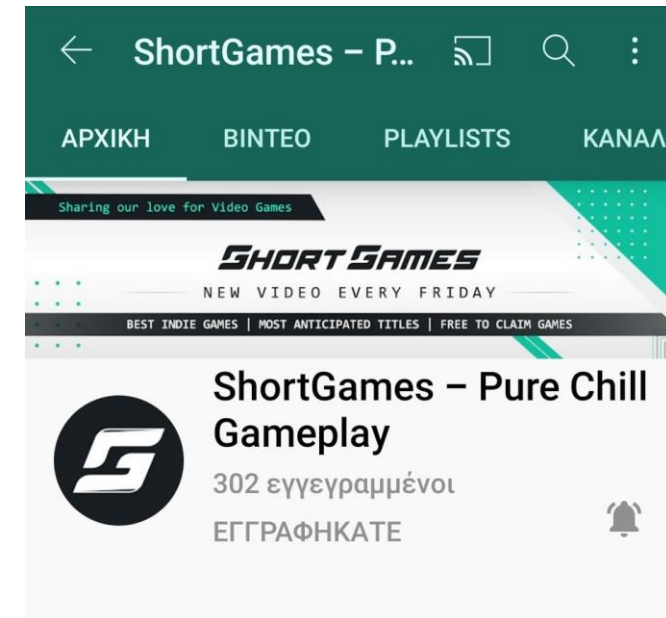 ShortGames – P...
ΑΡΧΙΚΗ ΒΙΝΤΕΟ PLAYLISTS ΚΑΝΑΛ
Sharing our love for Video Games
SHORT GAMES
NEW VIDEO EVERY FRIDAY
BEST INDIE GAMES | MOST ANTICIPATED TITLES | FREE TO CLAIM GAMES
ShortGames – Pure Chill
Gameplay
302 εγγεγραμμένοι
ΕΓΓΡΑΦΗΚΑΤΕ